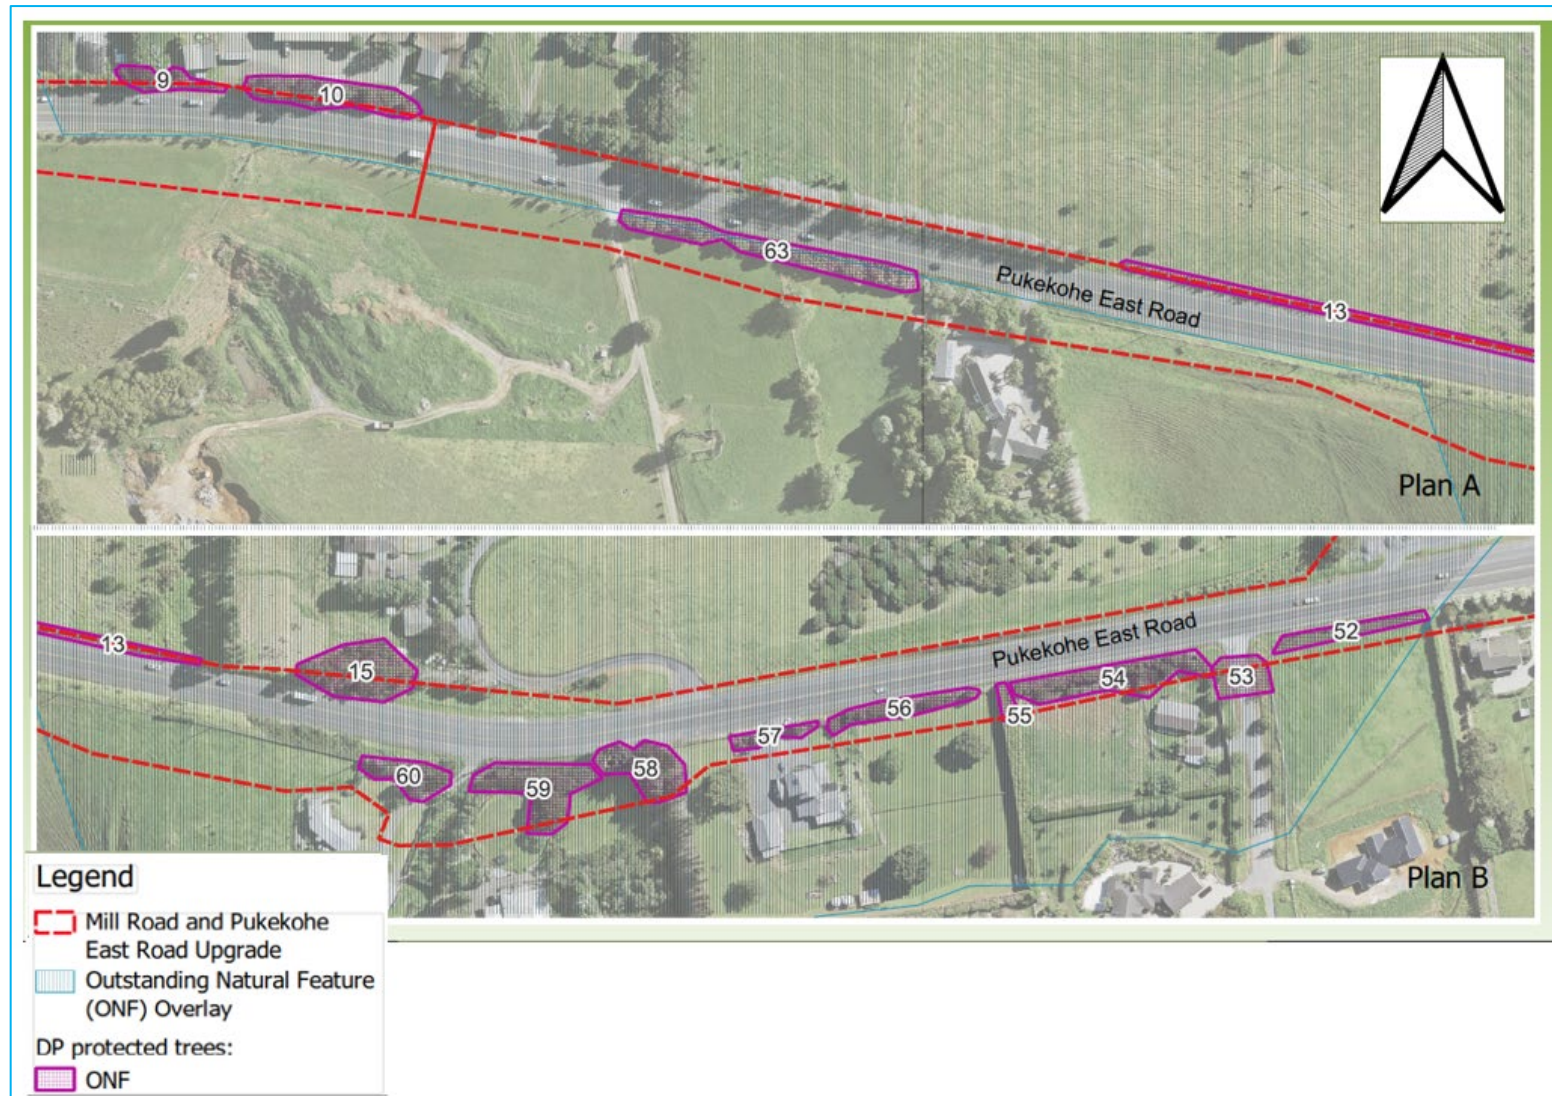 9
10
63
Pukekohe East Road
13
Plan A
13
15
Pukekohe East Road
52
53
54
55
56
57
58
59
60
Plan B
Legend
Mill Road and Pukekohe
East Road Upgrade
Outstanding Natural Feature
(ONF) Overlay
DP protected trees:
ONF